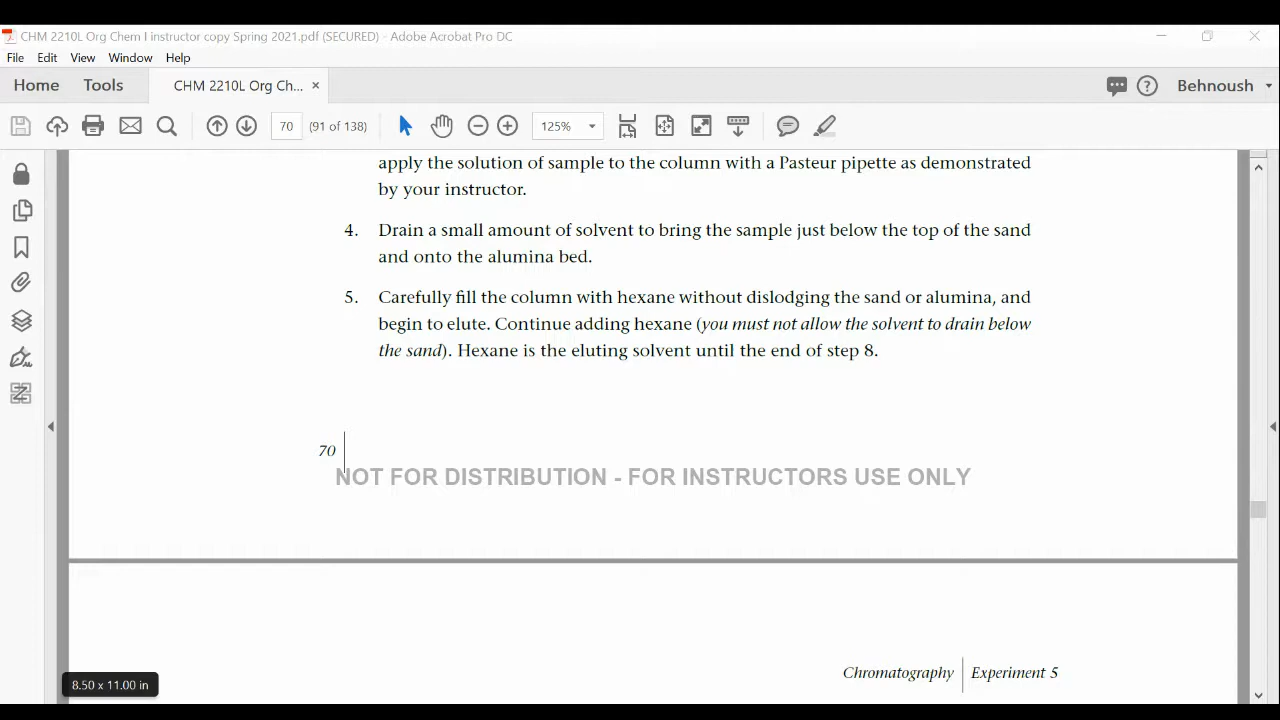 CHM 2210L Org Chem I instructor copy Spring 2021.pdf (SECURED) - Adobe Acrobat Pro DC
File Edit View Window Help
Home Tools CHM 2210L Org Ch... × Behnoush
70 (91 of 138) 125%
apply the solution of sample to the column with a Pasteur pipette as demonstrated
by your instructor.
4. Drain a small amount of solvent to bring the sample just below the top of the sand
and onto the alumina bed.
5. Carefully fill the column with hexane without dislodging the sand or alumina, and
begin to elute. Continue adding hexane (you must not allow the solvent to drain below
the sand). Hexane is the eluting solvent until the end of step 8.
70
NOT FOR DISTRIBUTION - FOR INSTRUCTORS USE ONLY
Chromatography Experiment 5
8.50 x 11.00 in